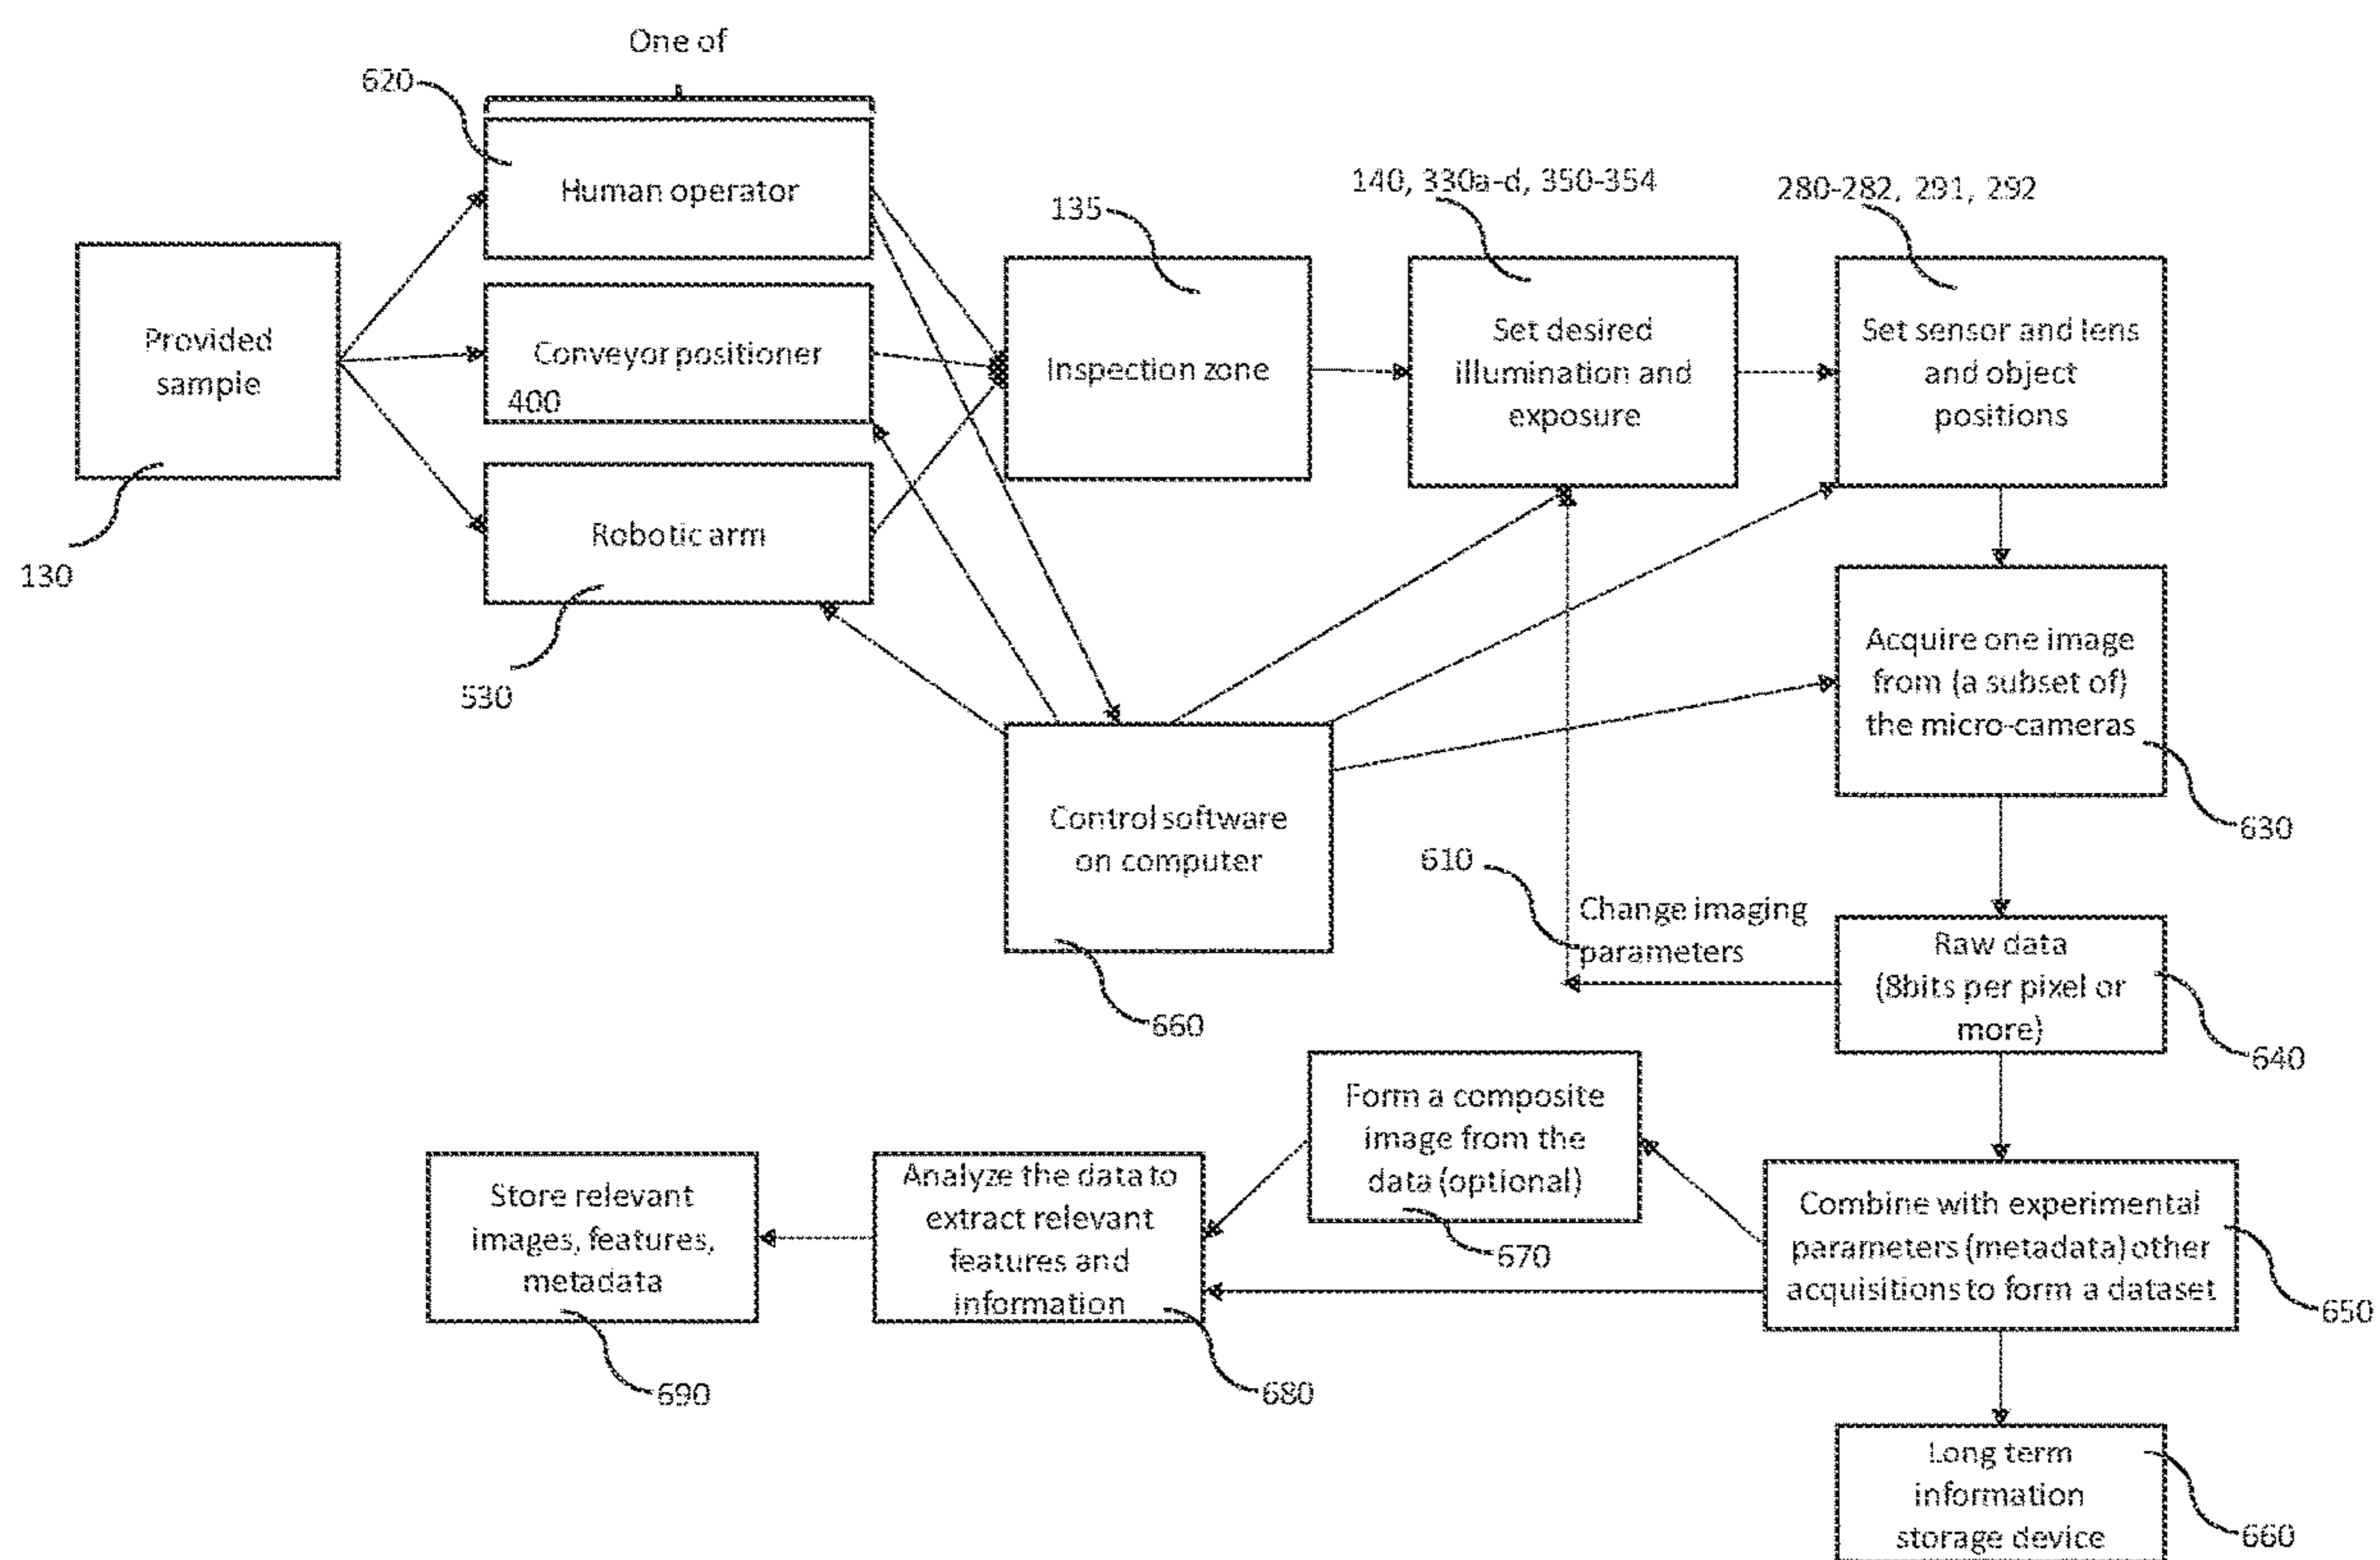 One of
620
Human operator
140, 330a-d, 350-354
280-282, 291, 292
135
Provided
sample
Conveyor positioner
400
Inspection zone
Set desired
illumination and
exposure
Set sensor and lens
and object
positions
Robotic arm
130
530
Acquire one image
from (a subset of)
the micro-cameras
630
Control software
on computer
660
610
Change imaging
parameters
Raw data
(8bits per pixel or
more)
640
Form a composite
image from the
data (optional)
670
Store relevant
images, features,
metadata
690
Analyze the data to
extract relevant
features and
information
680
Combine with experimental
parameters (metadata) other
acquisitions to form a dataset
650
Long term
information
storage device
660